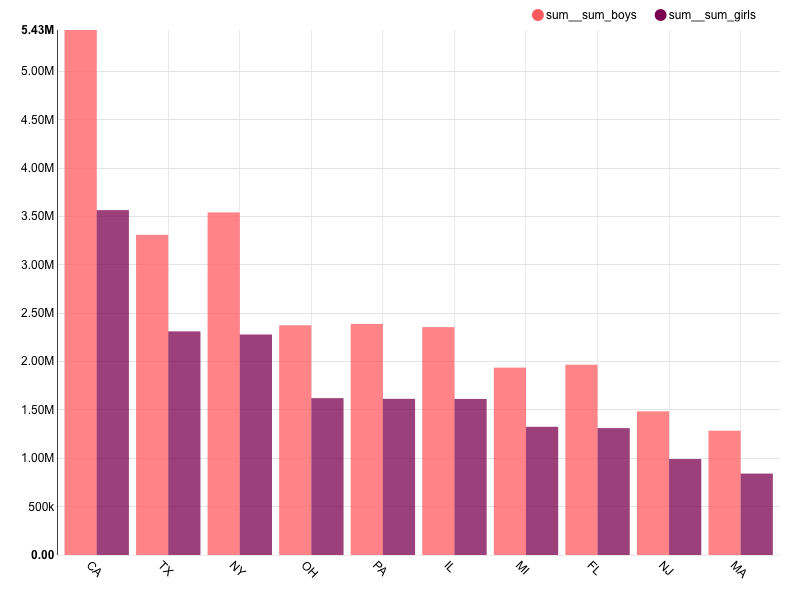 sum__sum_boys sum__sum_girls
5.43M
5.00M
4.50M
4.00M
3.50M
3.00M
2.50M
2.00M
1.50M
1.00M
500k
0.00
CA TX NY OH PA IL MI FL NJ MA